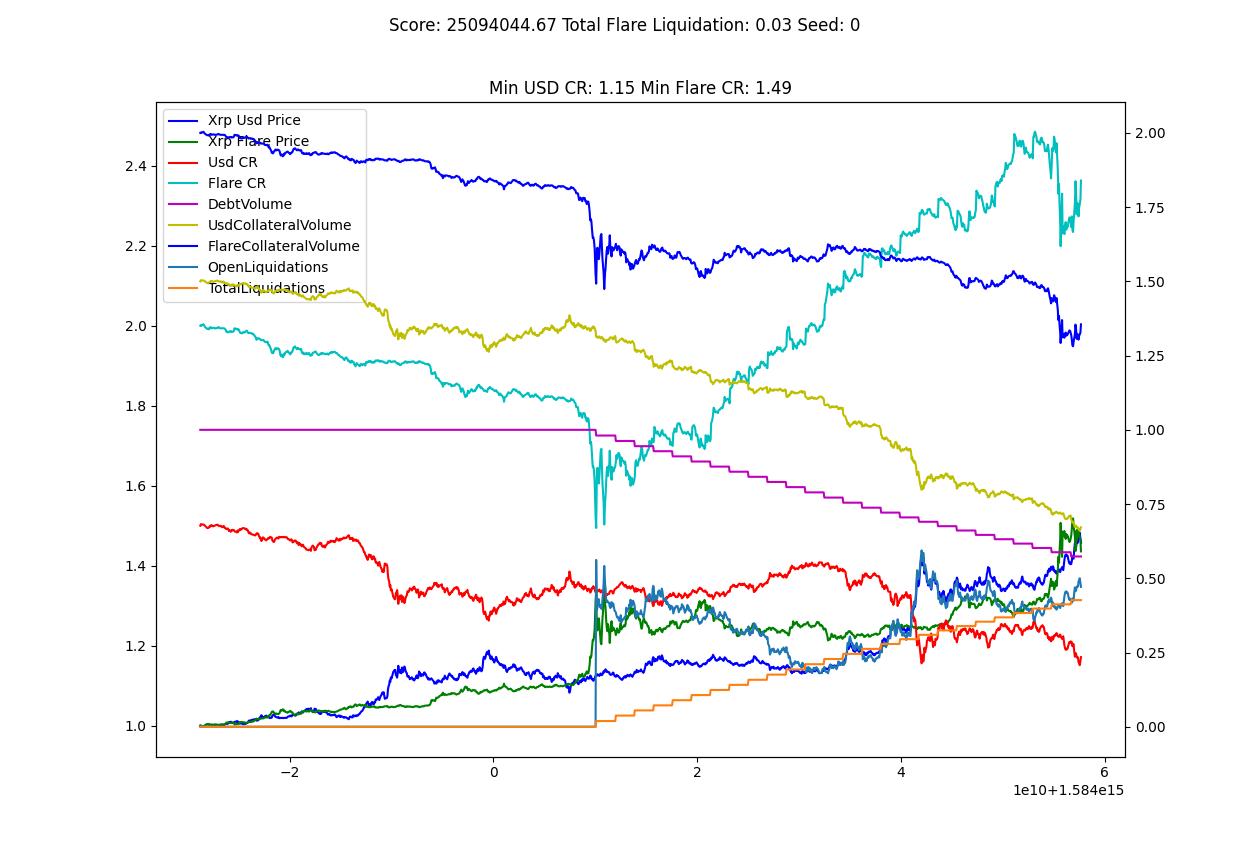 Score: 25094044.67 Total Flare Liquidation: 0.03 Seed: 0
Min USD CR: 1.15 Min Flare CR: 1.49
Xrp Usd Price
Xrp Flare Price
Usd CR
Flare CR
DebtVolume
UsdCollateralVolume
FlareCollateralVolume
OpenLiquidations
TotalLiquidations
2.4
2.2
2.0
1.8
1.6
1.4
1.2
1.0
2.00
1.75
1.50
1.25
1.00
0.75
0.50
0.25
0.00
−2
0
2
4
6
1e10+1.584e15